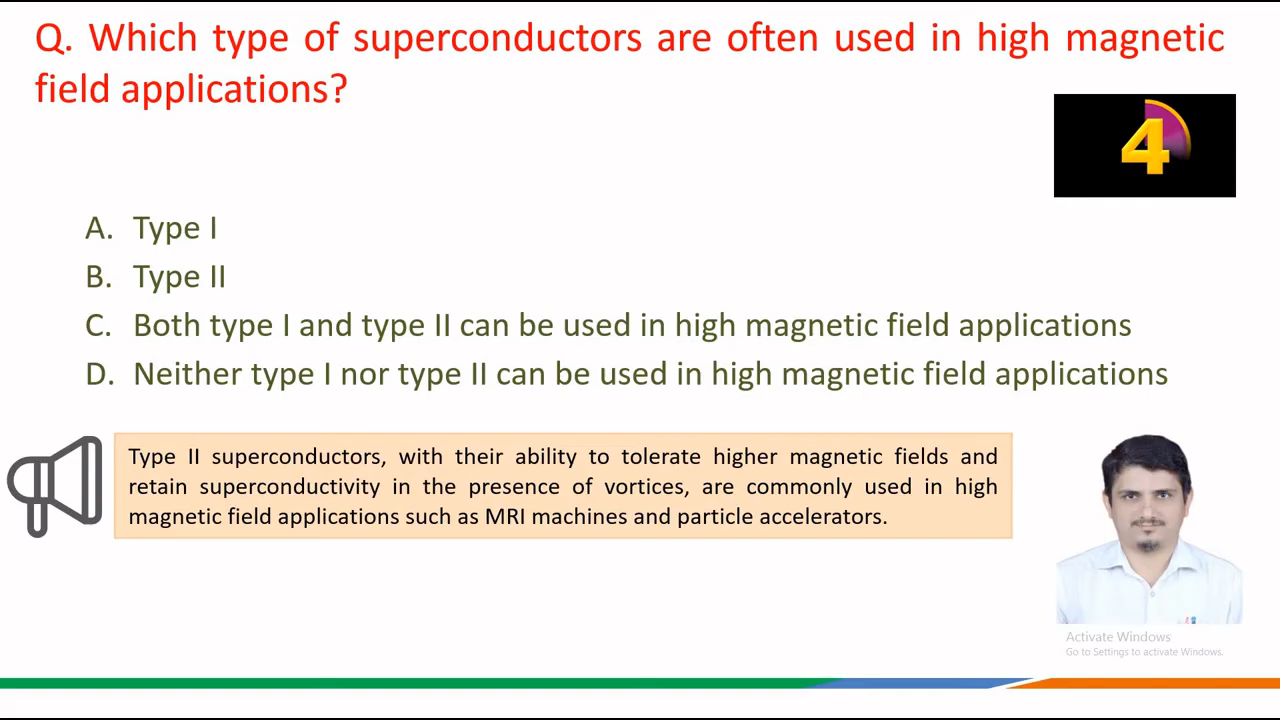 Q. Which type of superconductors are often used in high magnetic
field applications?
4
A. Type I
B. Type II
C. Both type I and type II can be used in high magnetic field applications
D. Neither type I nor type II can be used in high magnetic field applications
Type II superconductors, with their ability to tolerate higher magnetic fields and
retain superconductivity in the presence of vortices, are commonly used in high
magnetic field applications such as MRI machines and particle accelerators.
Activate Windows
Go to Settings to activate Windows.